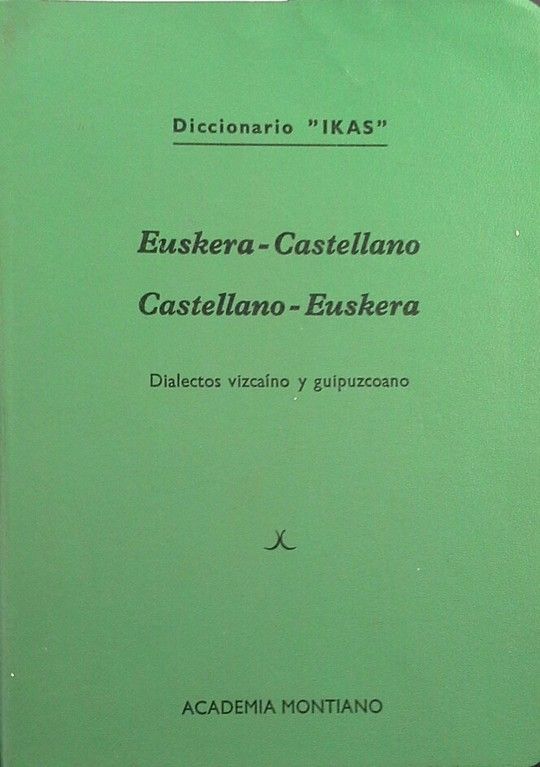 Diccionario "IKAS"
Euskera-Castellano
Castellano-Euskera
Dialectos vizcaíno y guipuzcoano
ACADEMIA MONTIANO